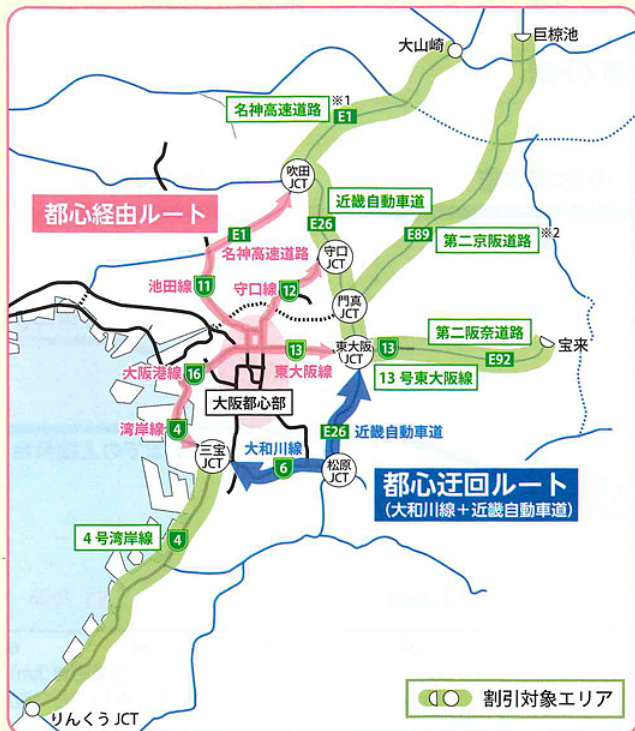 大山崎
巨椋池
名神高速道路
※1
E1
吹田
JCT
近畿自動車道
都心経由ルート
E1
E26
守口
JCT
E89
第二京阪道路
※2
名神高速道路
池田線
11
守口線
12
門真
JCT
第二阪奈道路
宝来
大阪港線
16
13
東大阪線
東大阪
JCT
13
E92
13号東大阪線
大阪都心部
湾岸線
4
三宝
JCT
大和川線
6
E26
近畿自動車道
松原
JCT
都心迂回ルート
(大和川線+近畿自動車道)
4号湾岸線
4
りんくうJCT
割引対象エリア